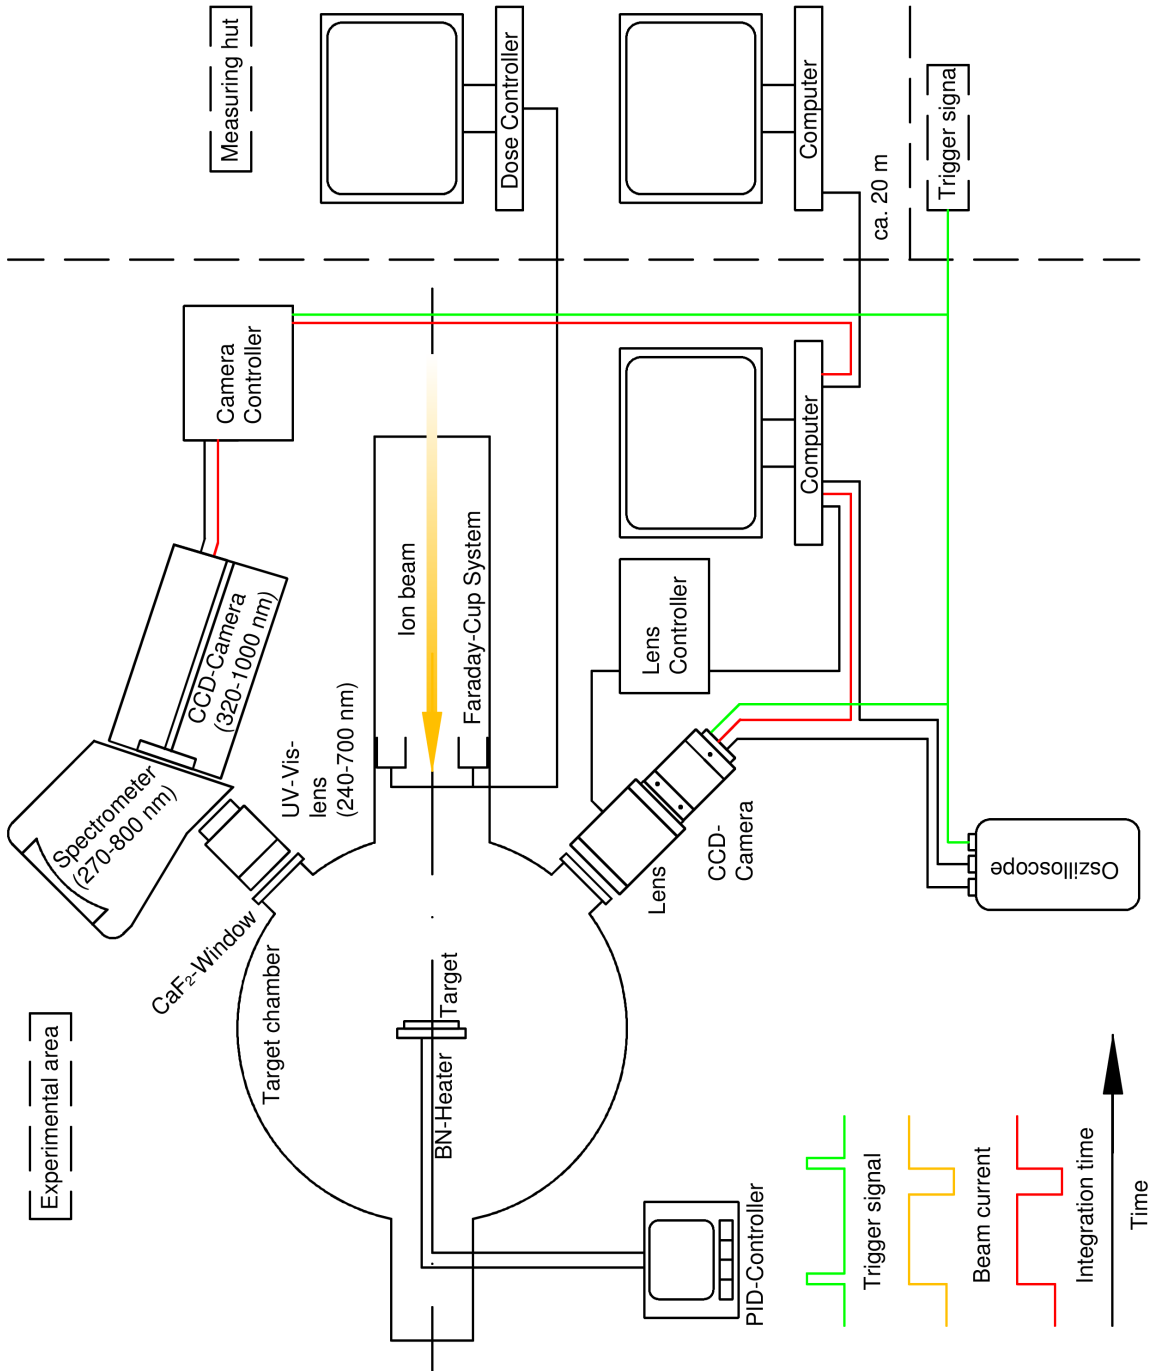 Experimental area
Measuring hut
Spectrometer
(270-800 nm)
CCD-Camera
(320-1000 nm)
Camera
Controller
CaF₂-Window
Target chamber
UV-Vis-
lens
(240-700 nm)
Ion beam
Faraday-Cup System
Dose Controller
BN-Heater
Target
Lens
CCD-
Camera
Lens
Controller
Computer
Computer
ca. 20 m
Trigger signal
PID-Controller
Oszilloscope
Trigger signal
Beam current
Integration time
Time